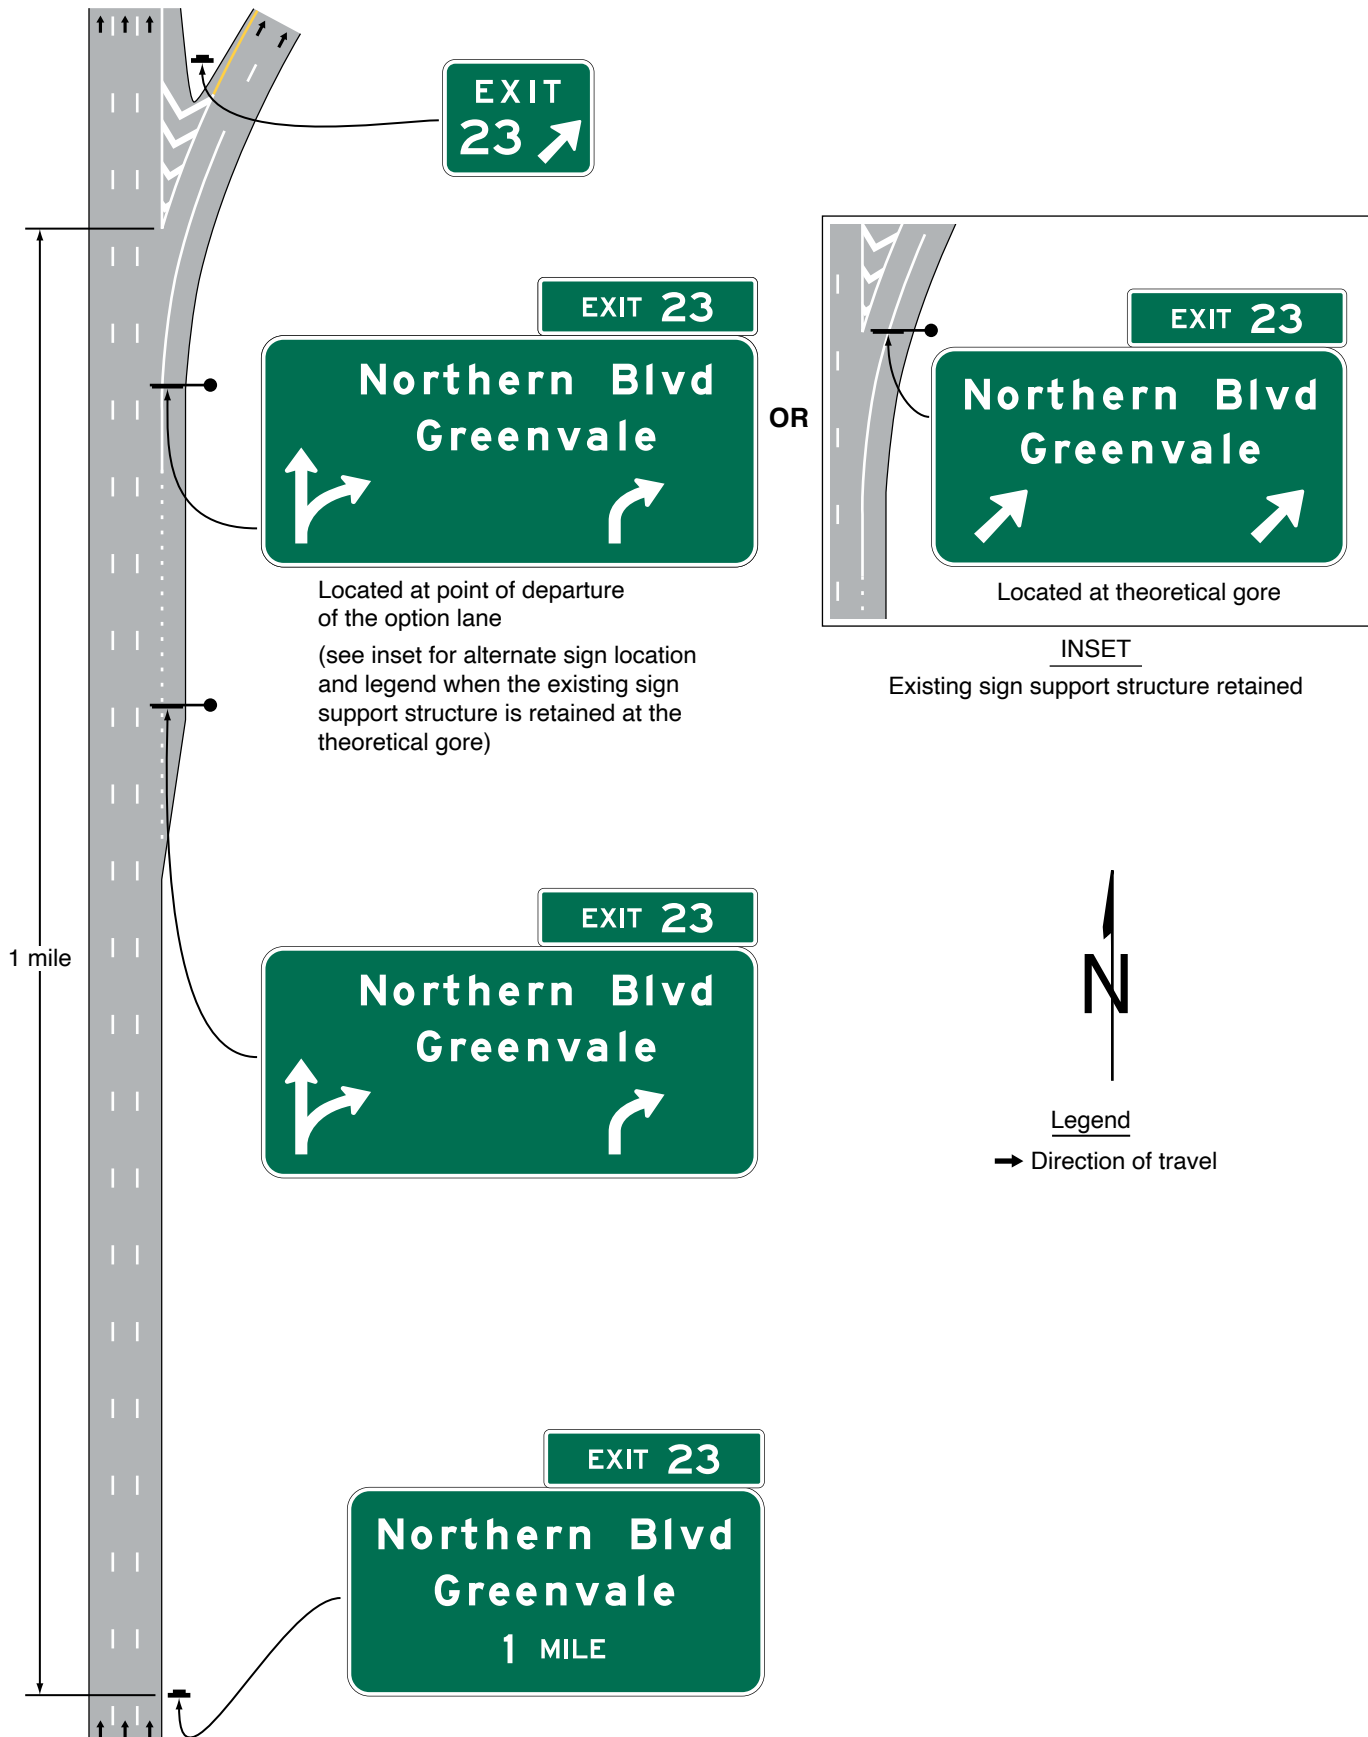 EXIT
23
EXIT 23
Northern Blvd
Greenvale
Located at point of departure
of the option lane
(see inset for alternate sign location
and legend when the existing sign
support structure is retained at the
theoretical gore)
OR
EXIT 23
Northern Blvd
Greenvale
Located at theoretical gore
INSET
Existing sign support structure retained
1 mile
EXIT 23
Northern Blvd
Greenvale
N
Legend
Direction of travel
EXIT 23
Northern Blvd
Greenvale
1 MILE